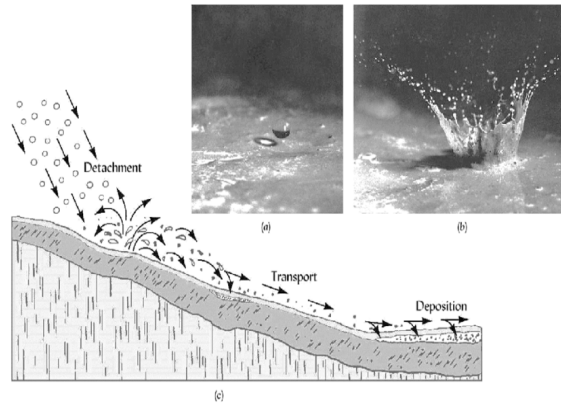 (a)
(b)
Detachment
Transport
Deposition
(c)